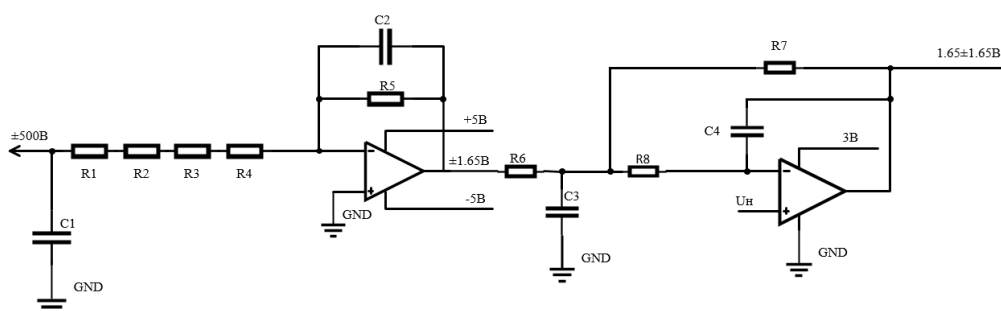 C2
R7
1.65±1.65В
R5
±500В
+5В
C4
3В
±1.65В
R6
R8
R1
R2
R3
R4
-5В
Uн
GND
C3
C1
GND
GND
GND